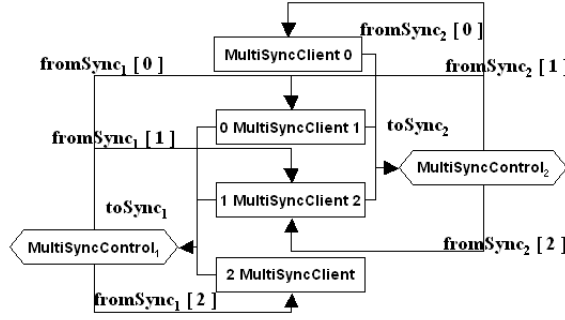 fromSync₂ [ 0 ]
MultiSyncClient 0
fromSync₁ [ 0 ]
fromSync₂ [ 1 ]
0 MultiSyncClient 1
toSync₂
fromSync₁ [ 1 ]
MultiSyncControl₂
1 MultiSyncClient 2
toSync₁
MultiSyncControl₁
fromSync₂ [ 2 ]
2 MultiSyncClient
fromSync₁ [ 2 ]